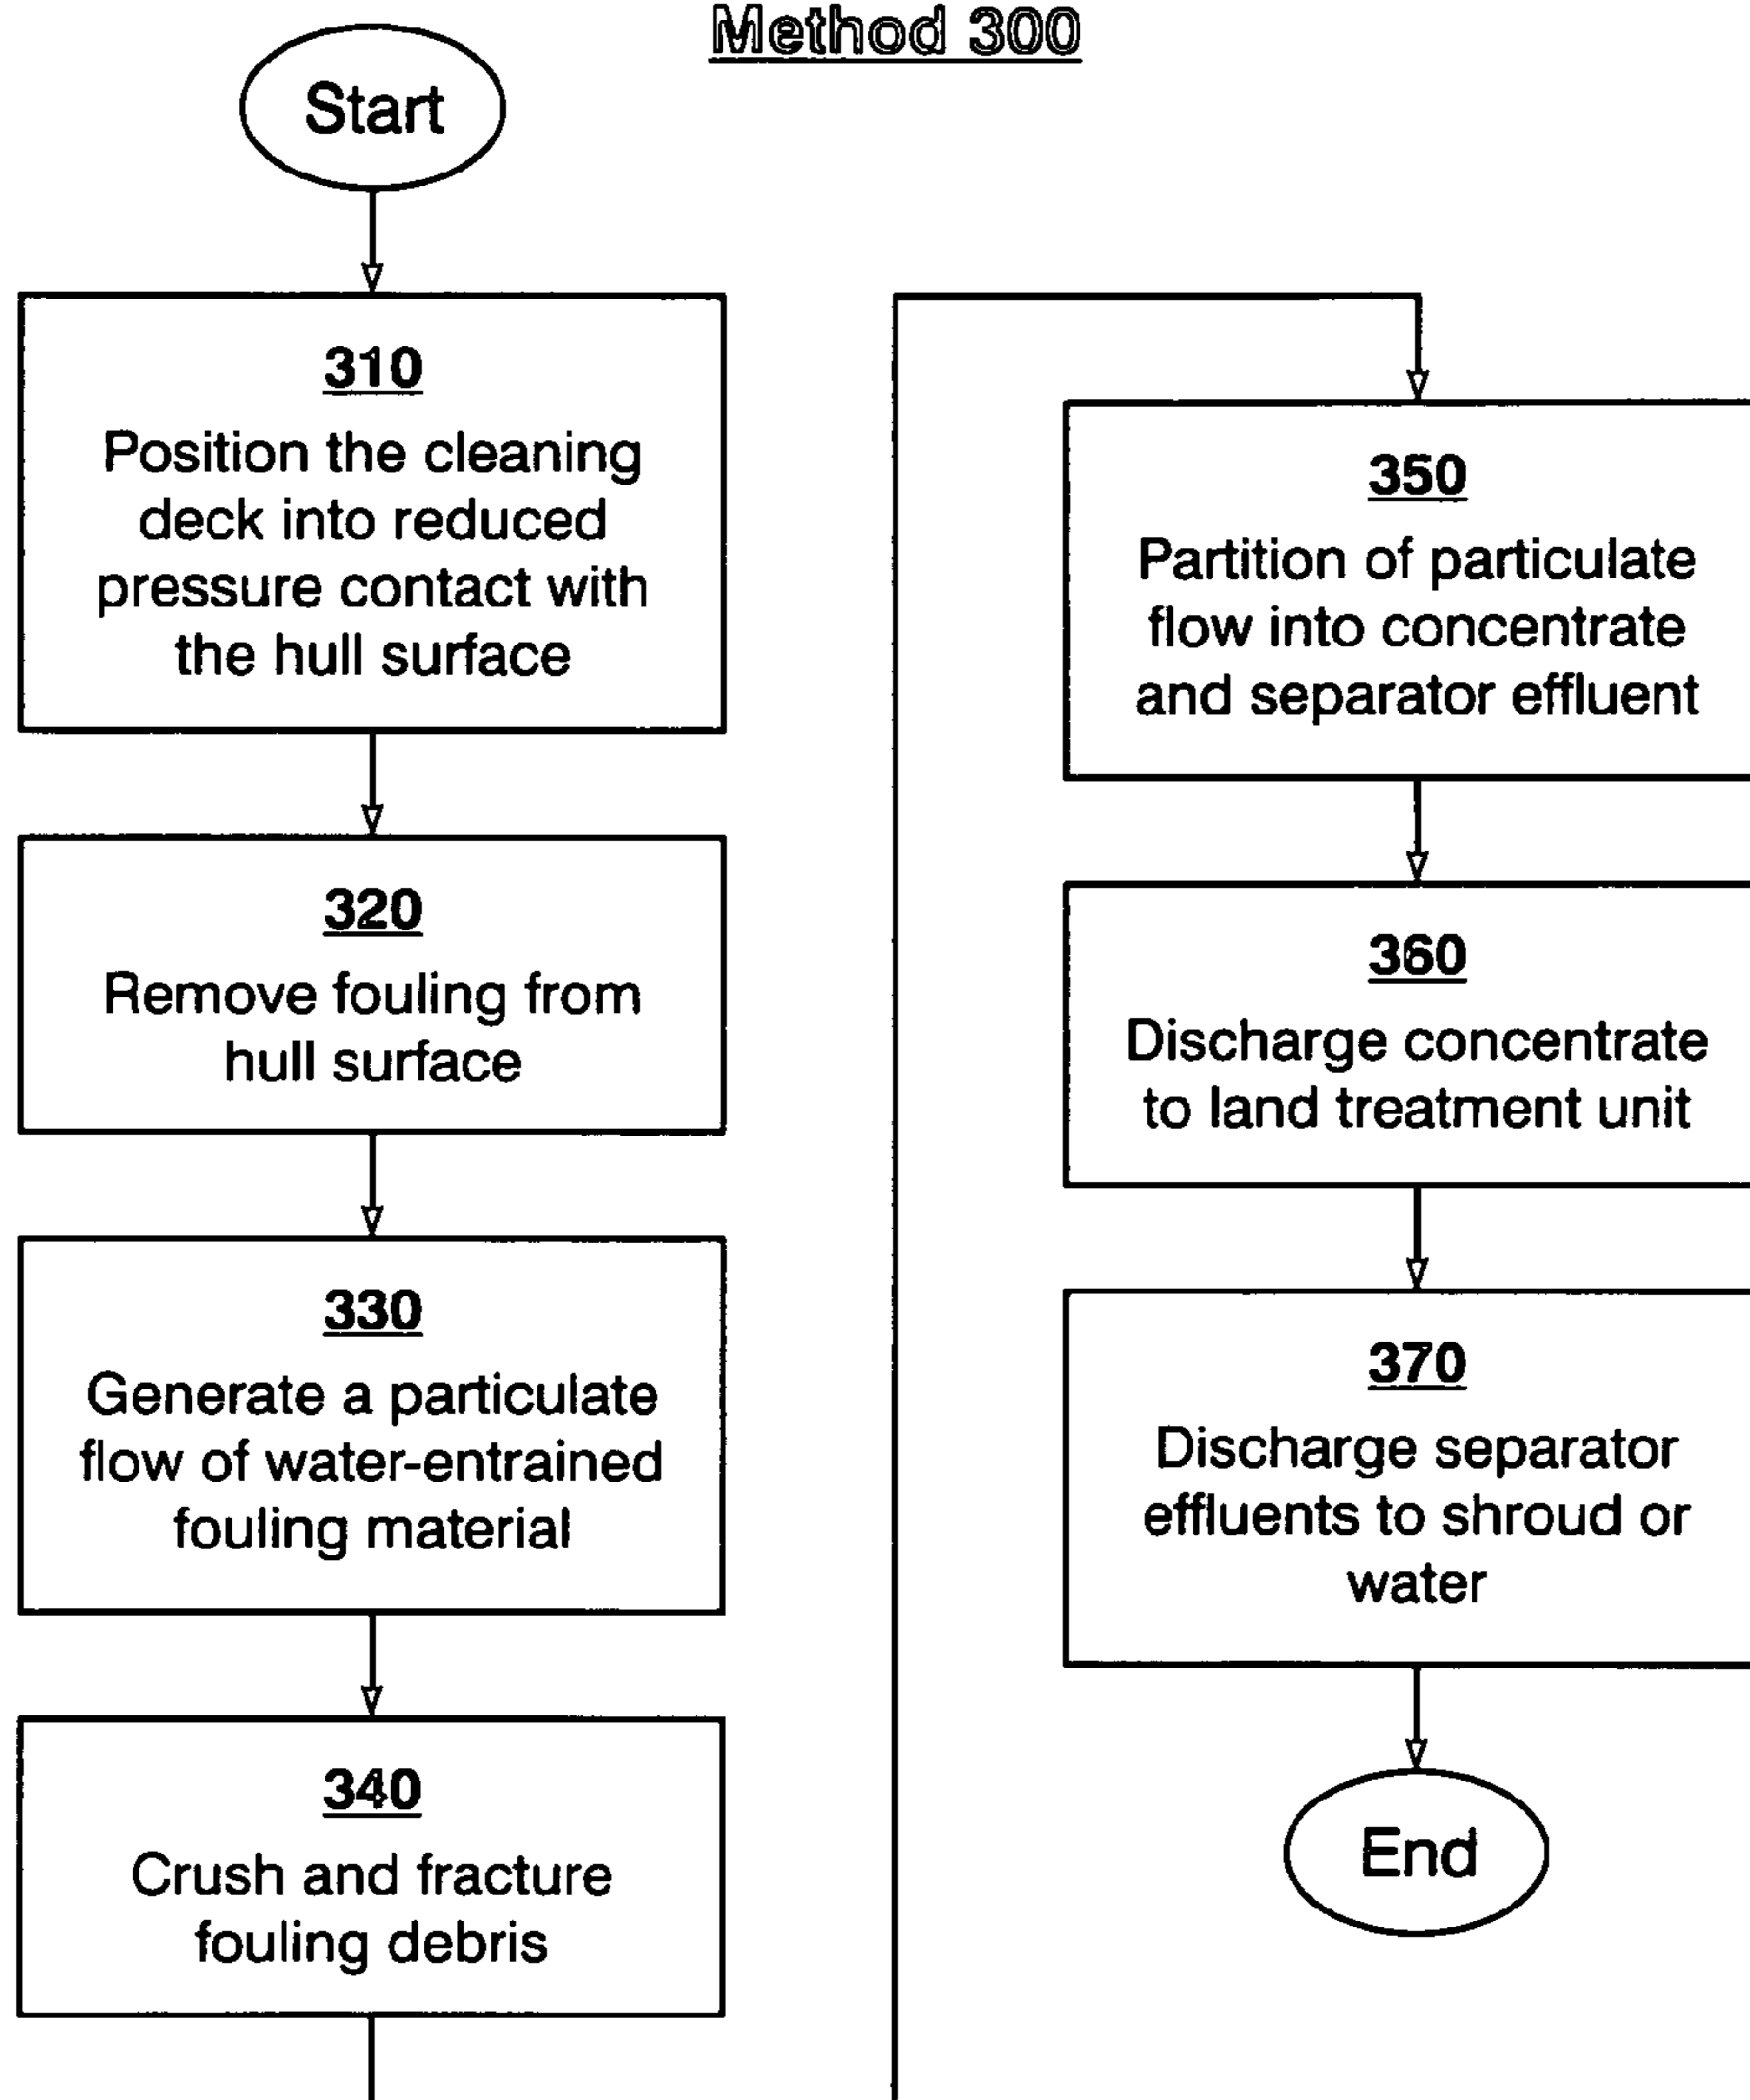 Method 300
Start
310
Position the cleaning
deck into reduced
pressure contact with
the hull surface
320
Remove fouling from
hull surface
330
Generate a particulate
flow of water-entrained
fouling material
340
Crush and fracture
fouling debris
350
Partition of particulate
flow into concentrate
and separator effluent
360
Discharge concentrate
to land treatment unit
370
Discharge separator
effluents to shroud or
water
End